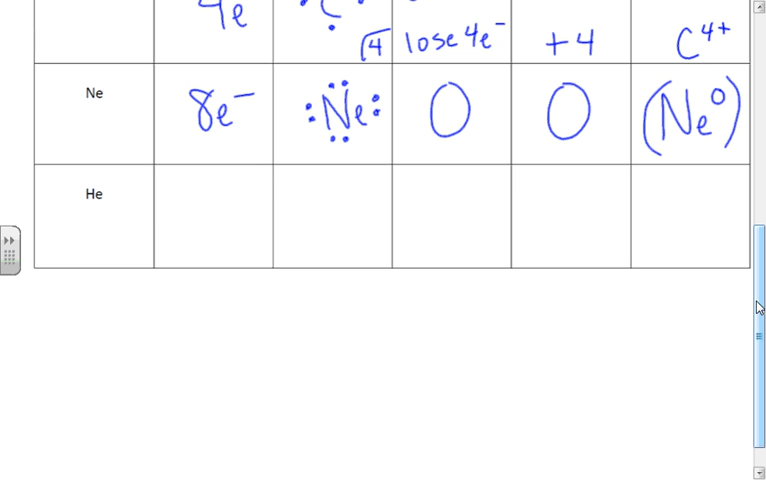 4e
C
√4 lose 4e⁻ +4 C⁴⁺
Ne 8e⁻ Ne 0 0 (Ne⁰)
He